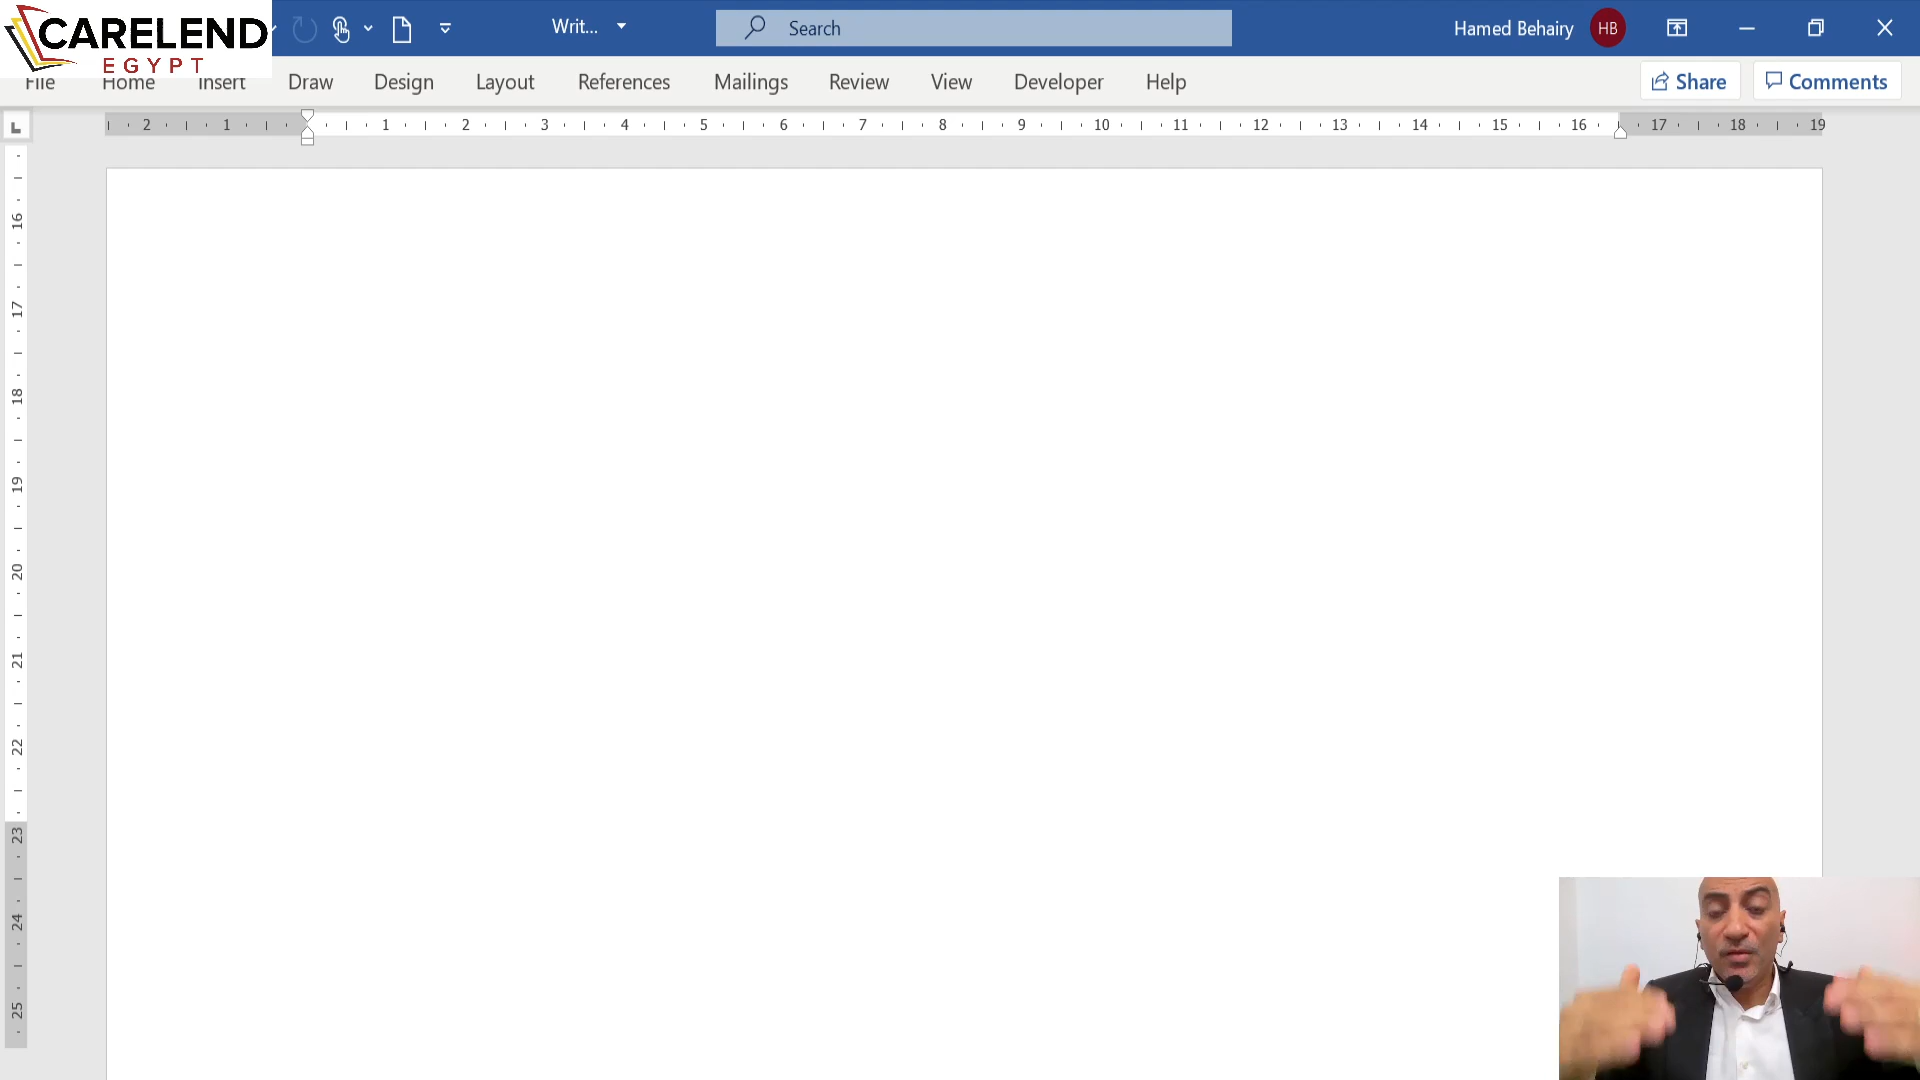 CARELEND
EGYPT
Writ...
Search
Hamed Behairy
HB
File
Home
Insert
Draw
Design
Layout
References
Mailings
Review
View
Developer
Help
Share
Comments
2 1 1 2 3 4 5 6 7 8 9 10 11 12 13 14 15 16 17 18 19
16
17
18
19
20
21
22
23
24
25